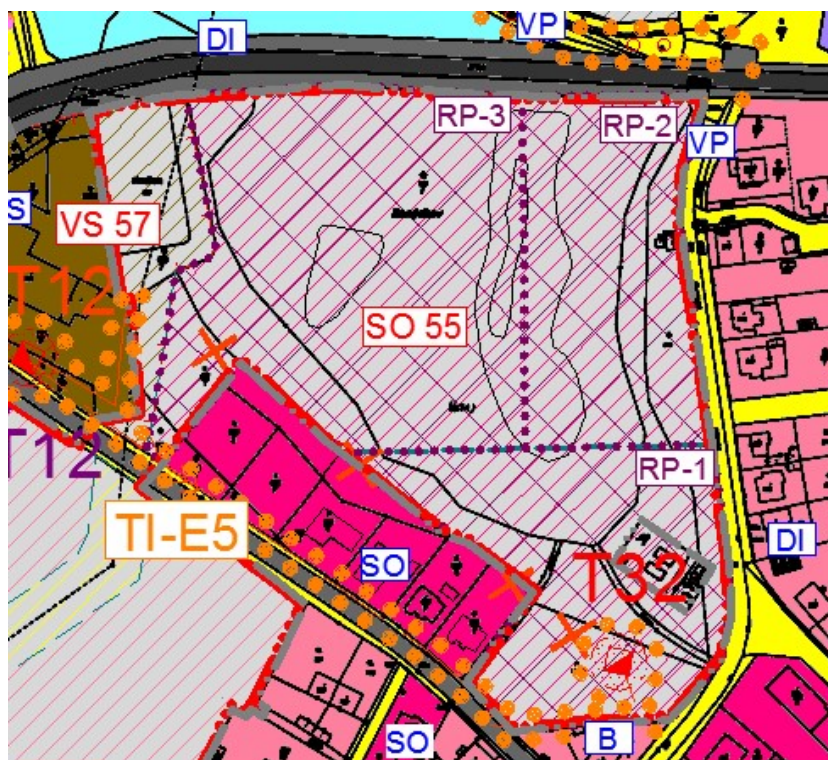 DI
VP
RP-3
RP-2
VP
S
VS 57
T12
SO 55
T12
RP-1
TI-E5
DI
SO
T32
SO
B